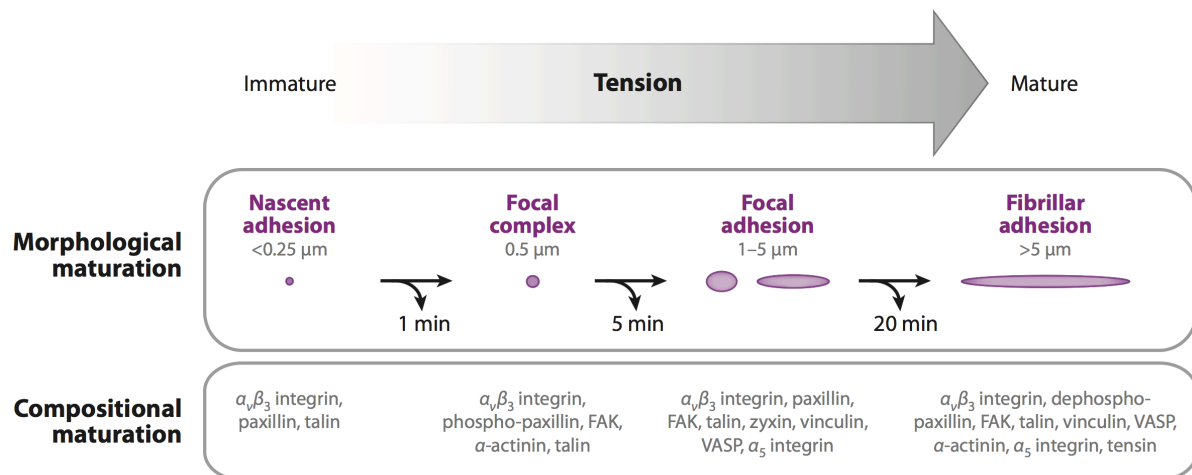 Immature
Tension
Mature
Morphological
maturation
Nascent
adhesion
<0.25 μm
Focal
complex
0.5 μm
Focal
adhesion
1–5 μm
Fibrillar
adhesion
>5 μm
1 min
5 min
20 min
Compositional
maturation
αvβ3 integrin,
paxillin, talin
αvβ3 integrin,
phospho-paxillin, FAK,
α-actinin, talin
αvβ3 integrin, paxillin,
FAK, talin, zyxin, vinculin,
VASP, α5 integrin
αvβ3 integrin, dephospho-
paxillin, FAK, talin, vinculin, VASP,
α-actinin, α5 integrin, tensin